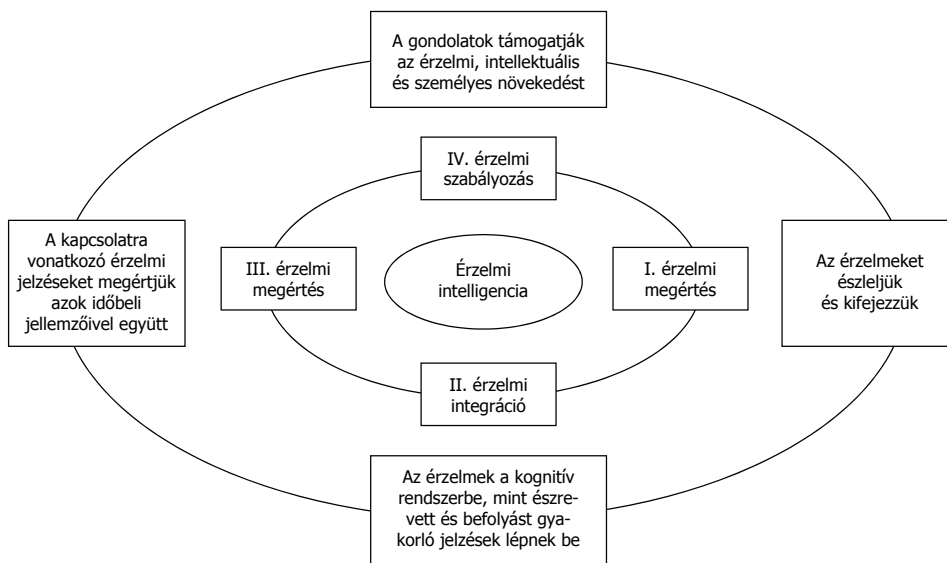 A gondolatok támogatják
az érzelmi, intellektuális
és személyes növekedést
IV. érzelmi
szabályozás
A kapcsolatra
vonatkozó érzelmi
jelzéseket megértjük
azok időbeli
jellemzőivel együtt
III. érzelmi
megértés
Érzelmi
intelligencia
I. érzelmi
megértés
Az érzelmeket
észleljük
és kifejezzük
II. érzelmi
integráció
Az érzelmek a kognitív
rendszerbe, mint észre-
vett és befolyást gya-
korló jelzések lépnek be